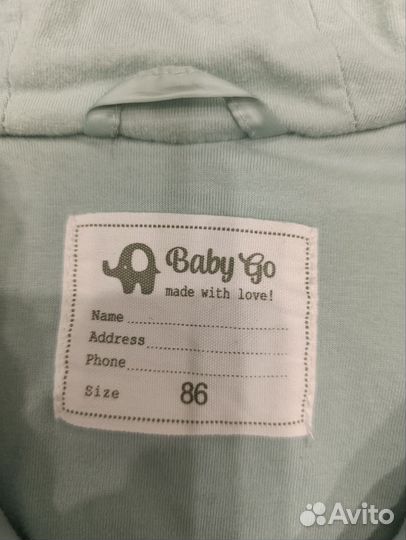 Baby Go
made with love!
Name
Address
Phone
Size 86
Avito